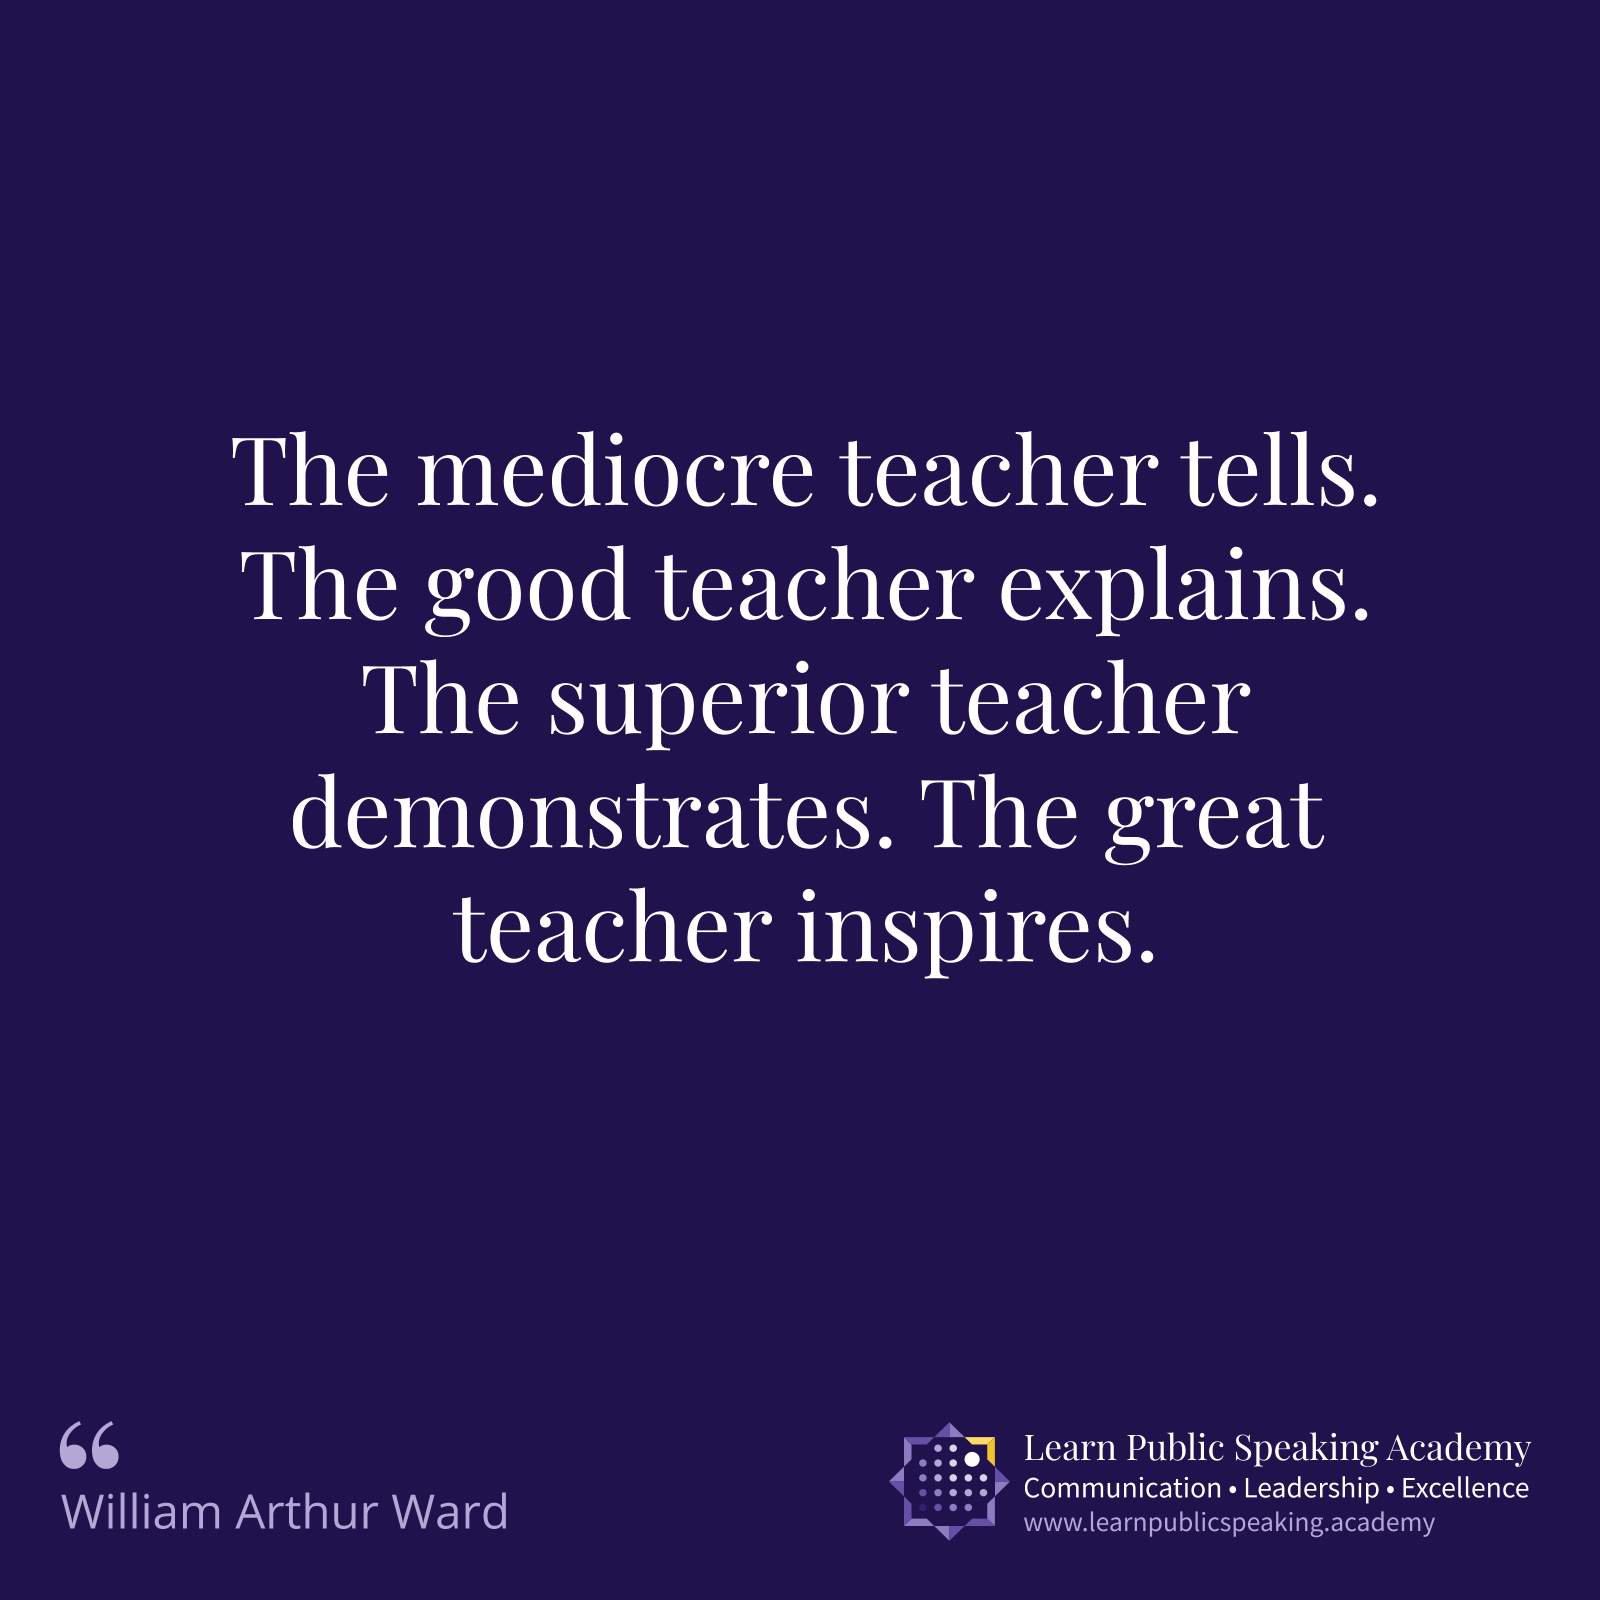 The mediocre teacher tells.
The good teacher explains.
The superior teacher
demonstrates. The great
teacher inspires.
“
William Arthur Ward
Learn Public Speaking Academy
Communication • Leadership • Excellence
www.learnpublicspeaking.academy